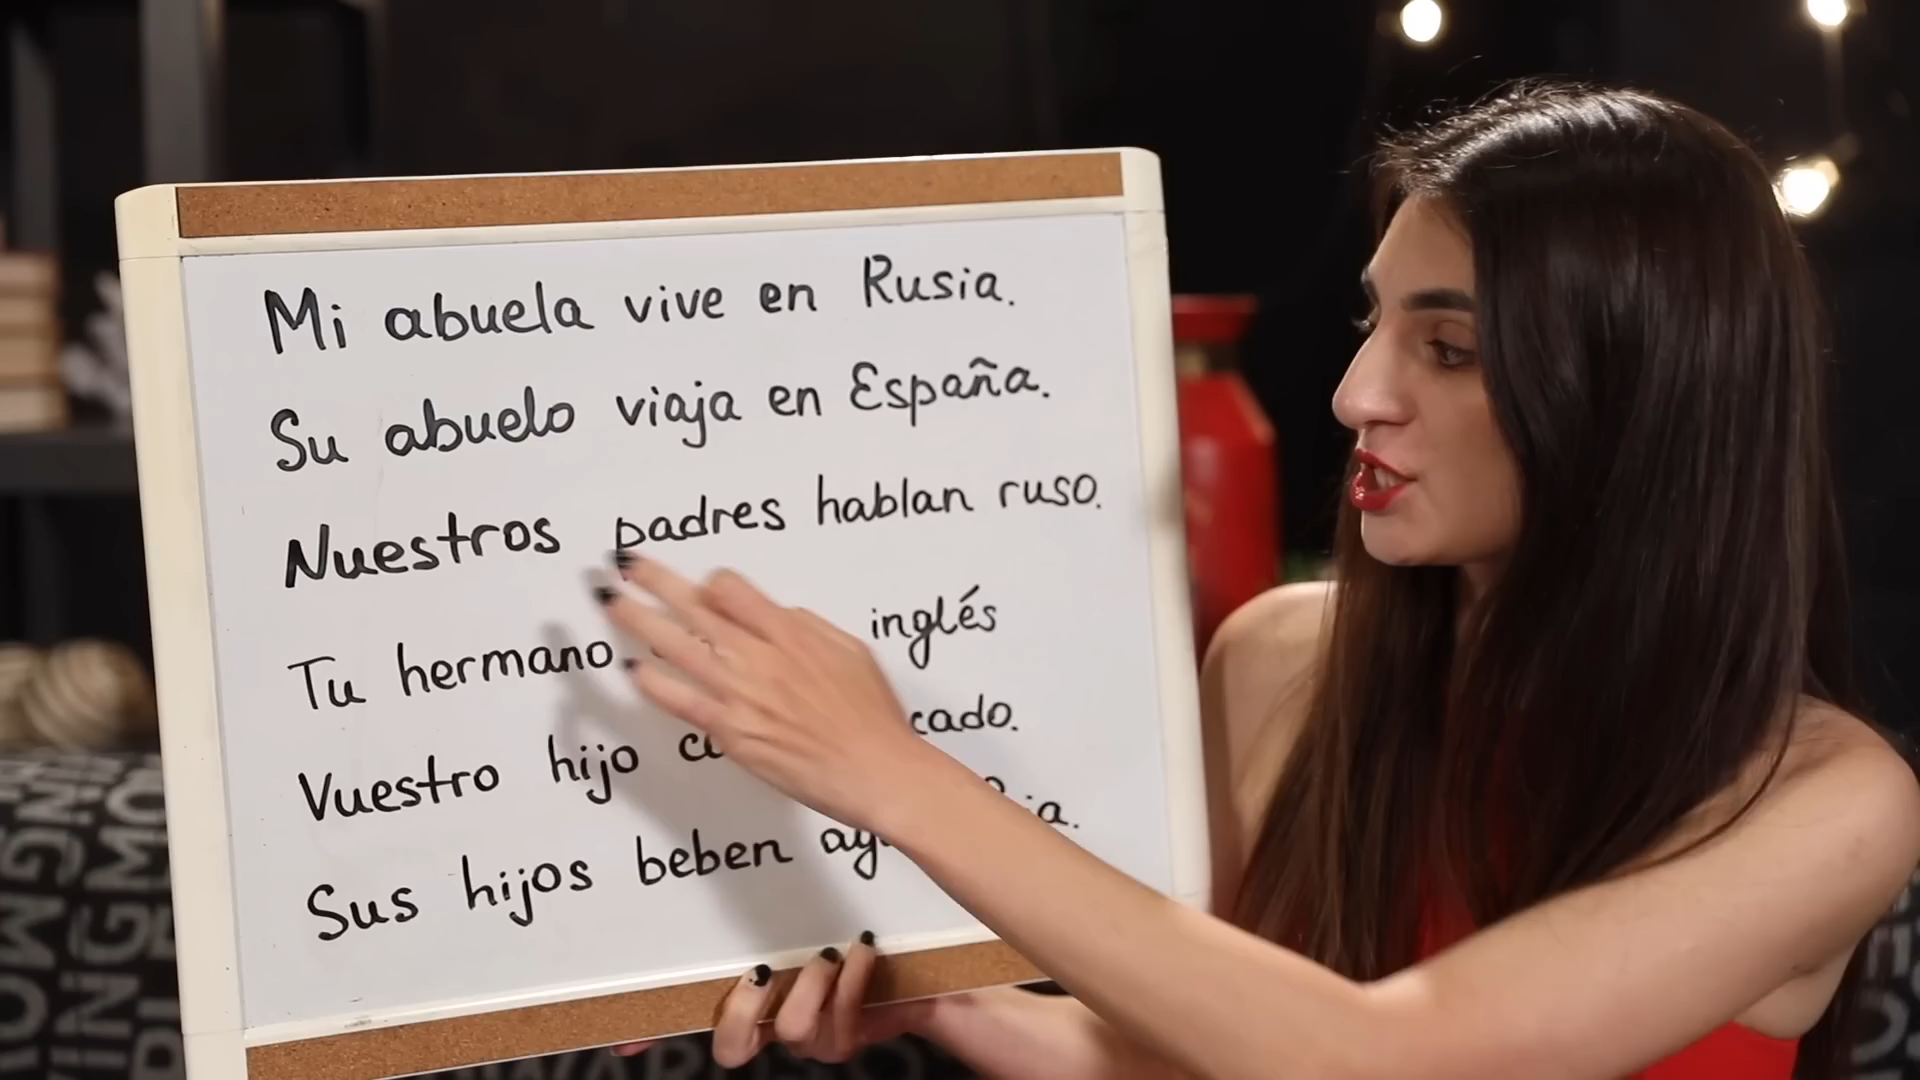 Mi abuela vive en Rusia.
Su abuelo viaja en España.
Nuestros padres hablan ruso.
Tu hermano inglés
Vuestro hijo
Sus hijos beben